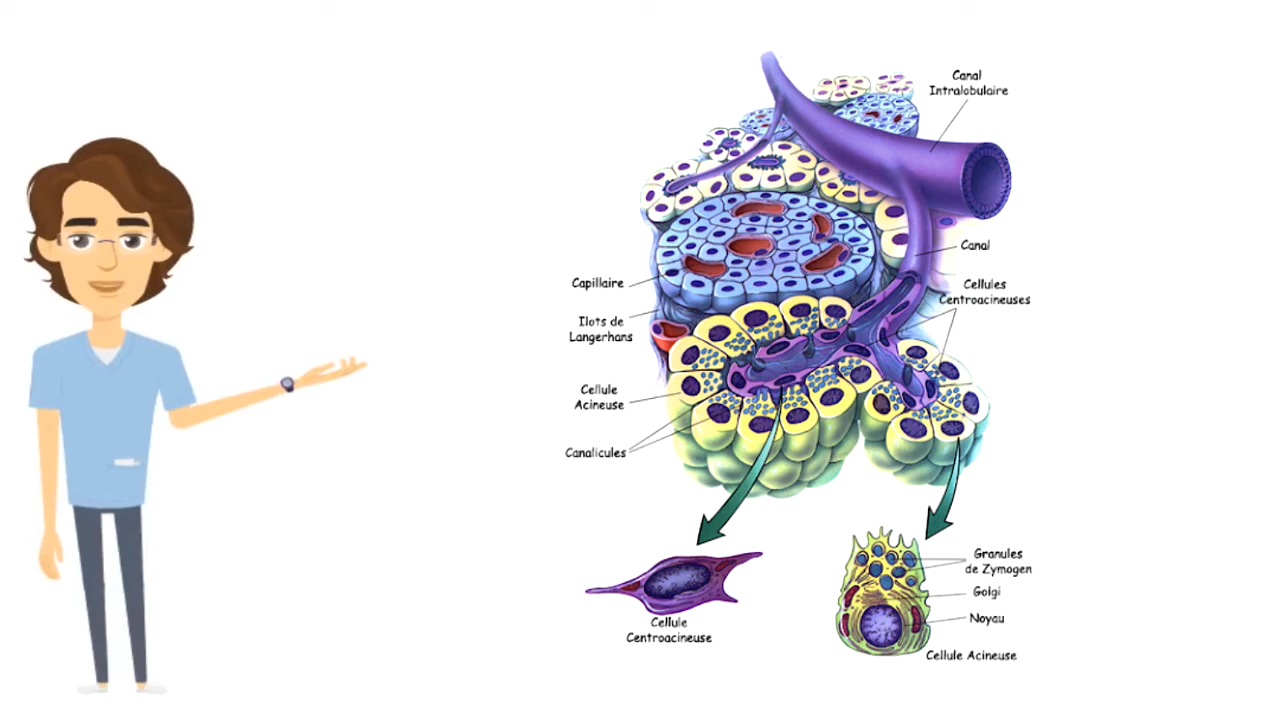 Canal
Intralobulaire
Canal
Cellules
Centroacineuses
Capillaire
Ilots de
Langerhans
Cellule
Acineuse
Canalicules
Granules
de Zymogen
Golgi
Noyau
Cellule
Centroacineuse
Cellule Acineuse